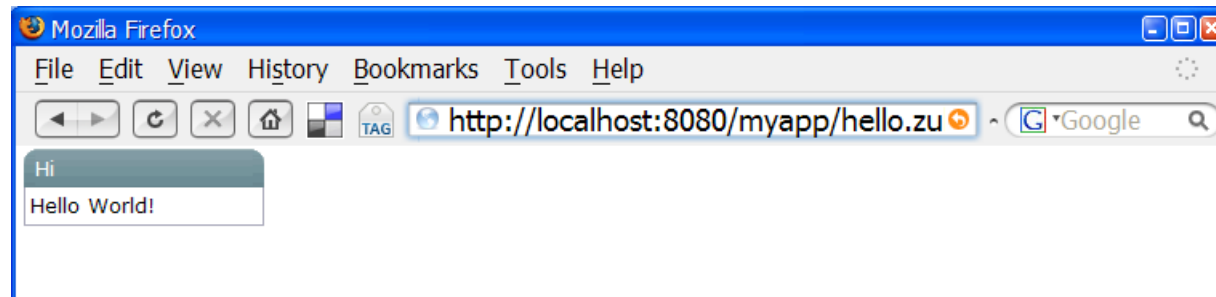 Mozilla Firefox
File Edit View History Bookmarks Tools Help
TAG http://localhost:8080/myapp/hello.zu G Google
Hi
Hello World!